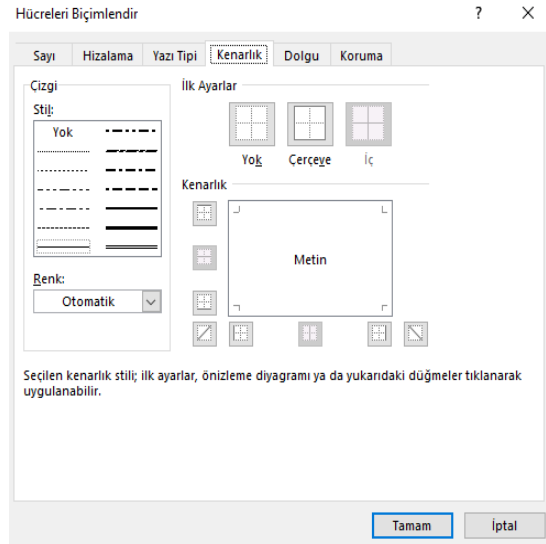 Hücreleri Biçimlendir
?
Sayı Hizalama Yazı Tipi Kenarlık Dolgu Koruma
Çizgi
Stil:
Yok
Renk:
Otomatik
İlk Ayarlar
Yok Çerçeve İç
Kenarlık
Metin
Seçilen kenarlık stili; ilk ayarlar, önizleme diyagramı ya da yukarıdaki düğmeler tıklanarak
uygulanabilir.
Tamam İptal